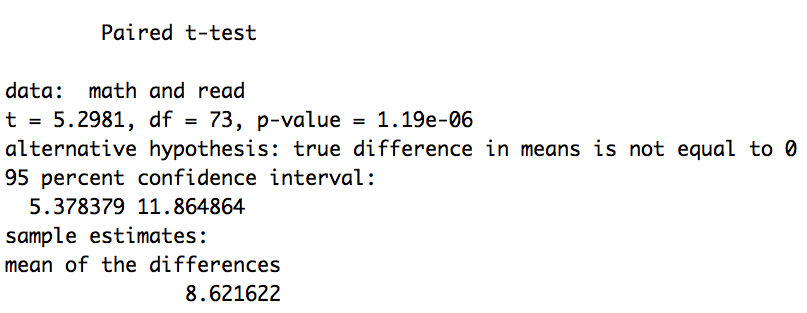 Paired t-test
data:  math and read
t = 5.2981, df = 73, p-value = 1.19e-06
alternative hypothesis: true difference in means is not equal to 0
95 percent confidence interval:
5.378379 11.864864
sample estimates:
mean of the differences
8.621622